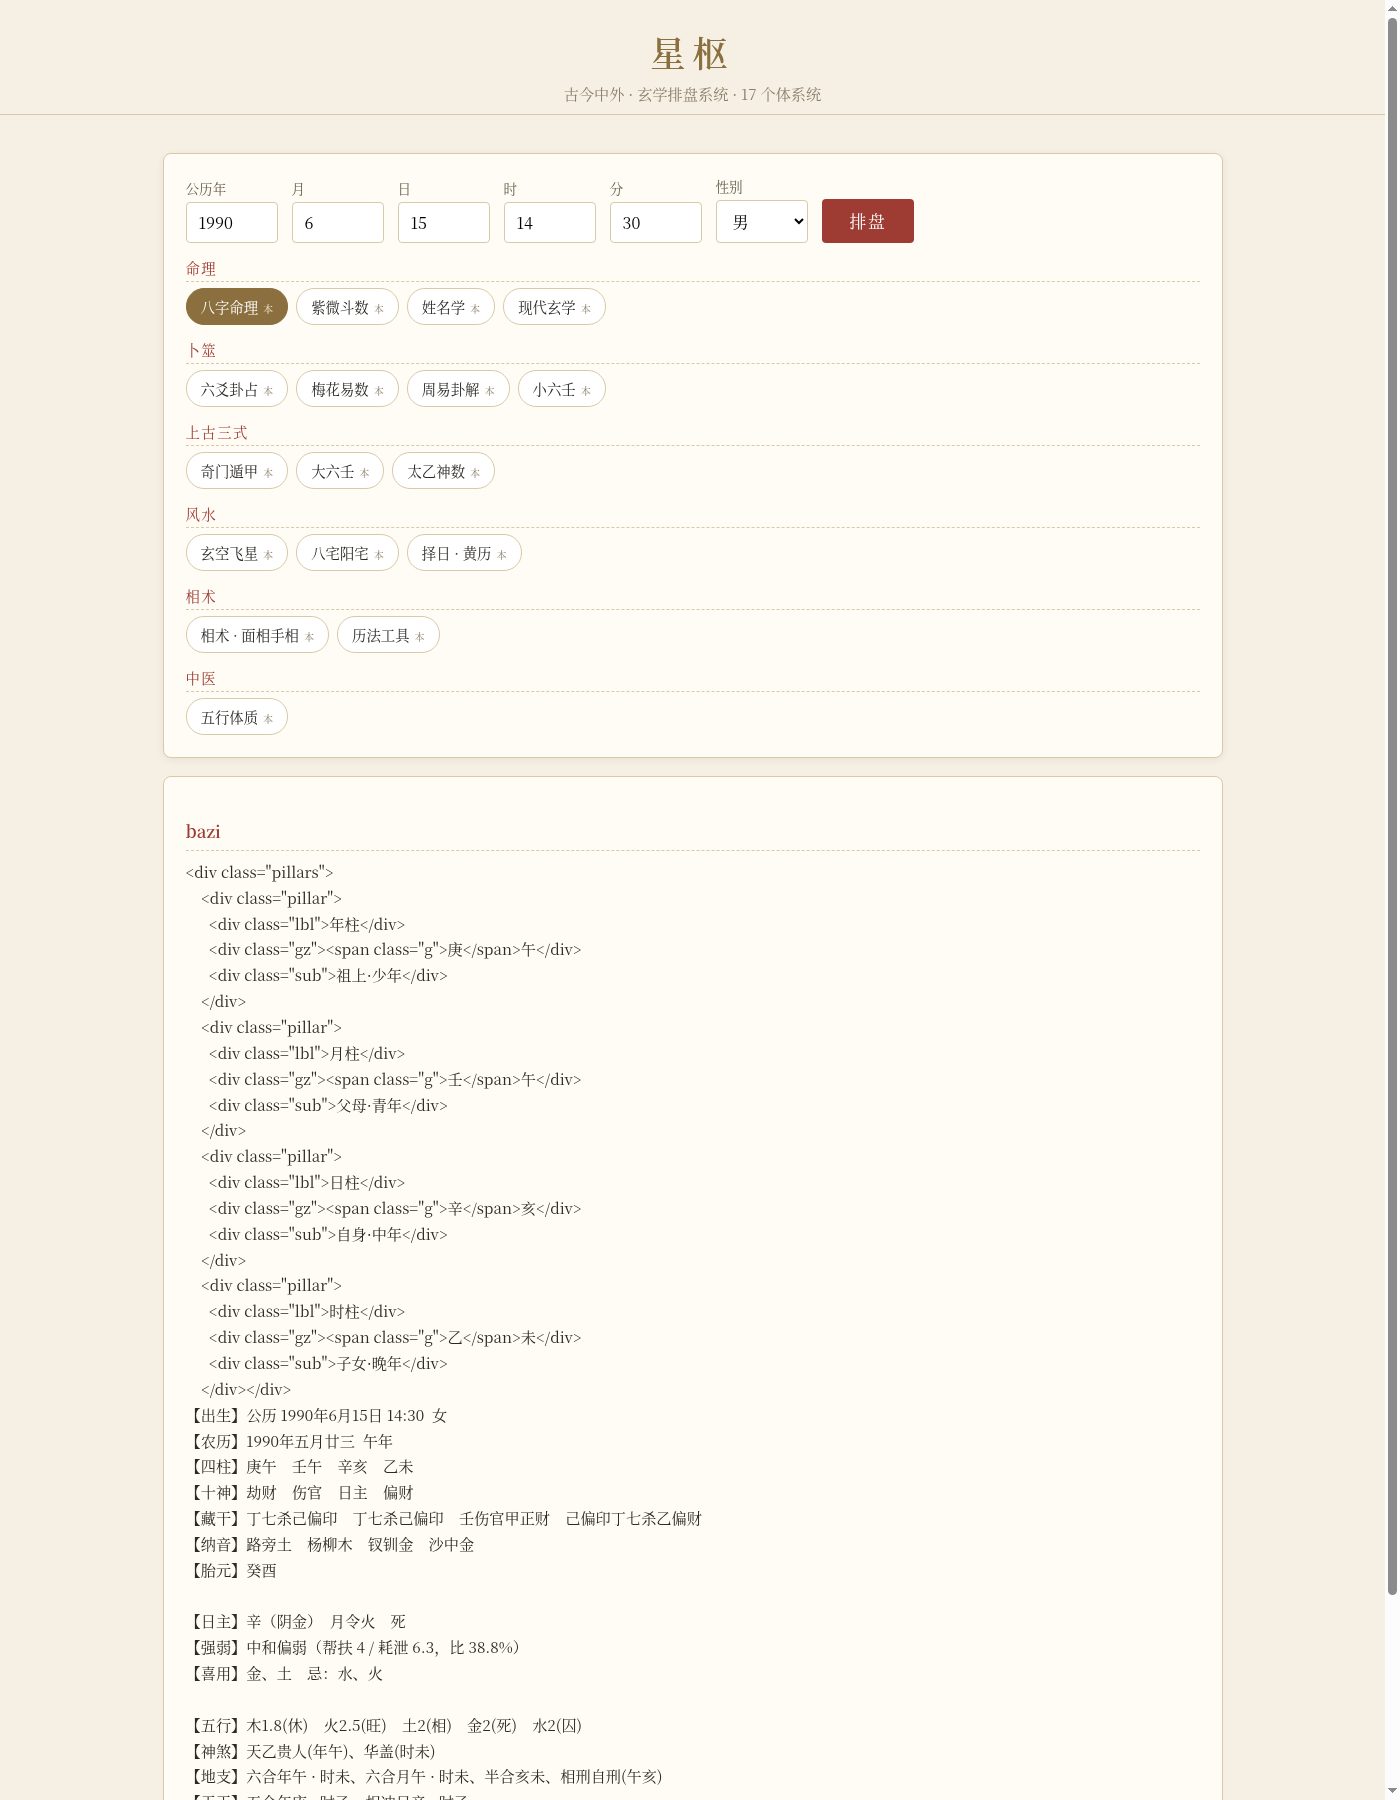 星枢
古今中外 · 玄学排盘系统 · 17 个体系统
公历年 月 日 时 分 性别
1990 6 15 14 30 男 排盘
命理
八字命理 本 紫微斗数 本 姓名学 本 现代玄学 本
卜筮
六爻卦占 本 梅花易数 本 周易卦解 本 小六壬 本
上古三式
奇门遁甲 本 大六壬 本 太乙神数 本
风水
玄空飞星 本 八宅阳宅 本 择日 · 黄历 本
相术
相术 · 面相手相 本 历法工具 本
中医
五行体质 本
bazi
<div class="pillars">
<div class="pillar">
<div class="lbl">年柱</div>
<div class="gz"><span class="g">庚</span>午</div>
<div class="sub">祖上·少年</div>
</div>
<div class="pillar">
<div class="lbl">月柱</div>
<div class="gz"><span class="g">壬</span>午</div>
<div class="sub">父母·青年</div>
</div>
<div class="pillar">
<div class="lbl">日柱</div>
<div class="gz"><span class="g">辛</span>亥</div>
<div class="sub">自身·中年</div>
</div>
<div class="pillar">
<div class="lbl">时柱</div>
<div class="gz"><span class="g">乙</span>未</div>
<div class="sub">子女·晚年</div>
</div></div>
【出生】公历 1990年6月15日 14:30 女
【农历】1990年五月廿三 午年
【四柱】庚午 壬午 辛亥 乙未
【十神】劫财 伤官 日主 偏财
【藏干】丁七杀己偏印 丁七杀己偏印 壬伤官甲正财 己偏印丁七杀乙偏财
【纳音】路旁土 杨柳木 钗钏金 沙中金
【胎元】癸酉
【日主】辛（阴金） 月令火 死
【强弱】中和偏弱（帮扶 4 / 耗泄 6.3，比 38.8%）
【喜用】金、土 忌：水、火
【五行】木1.8(休) 火2.5(旺) 土2(相) 金2(死) 水2(囚)
【神煞】天乙贵人(年午)、华盖(时未)
【地支】六合年午 · 时未、六合月午 · 时未、半合亥未、相刑自刑(午亥)